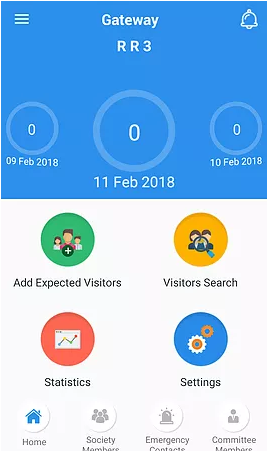 Gateway
R R 3
0
0
0
09 Feb 2018
11 Feb 2018
10 Feb 2018
Add Expected Visitors
Visitors Search
Statistics
Settings
Home
Society
Members
Emergency
Contacts
Committee
Members